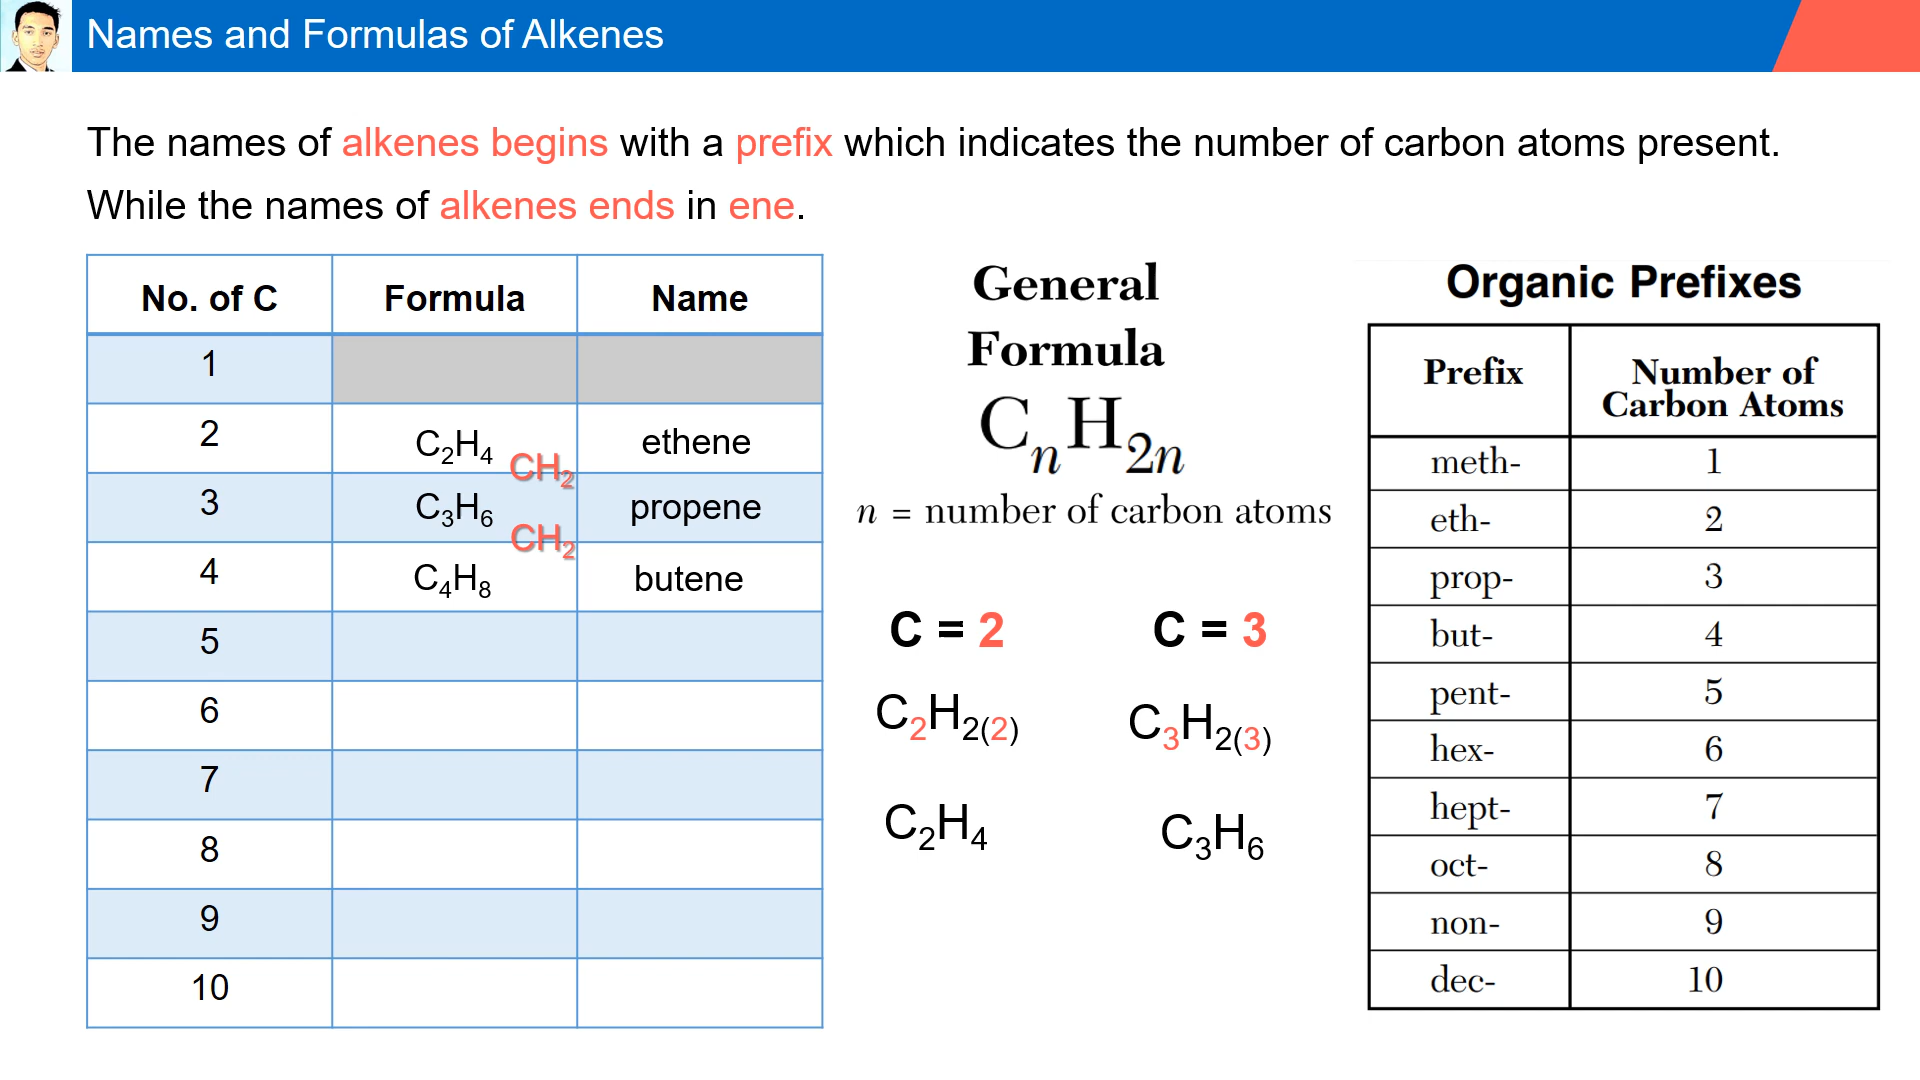 Names and Formulas of Alkenes
The names of alkenes begins with a prefix which indicates the number of carbon atoms present.
While the names of alkenes ends in ene.
No. of C Formula Name
1
2 C₂H₄ ethene
CH₂
3 C₃H₆ propene
CH₂
4 C₄H₈ butene
5
6
7
8
9
10
General
Formula
CₙH₂ₙ
n = number of carbon atoms
C = 2 C = 3
C₂H₂₍₂₎ C₃H₂₍₃₎
C₂H₄ C₃H₆
Organic Prefixes
Prefix Number of
Carbon Atoms
meth- 1
eth- 2
prop- 3
but- 4
pent- 5
hex- 6
hept- 7
oct- 8
non- 9
dec- 10